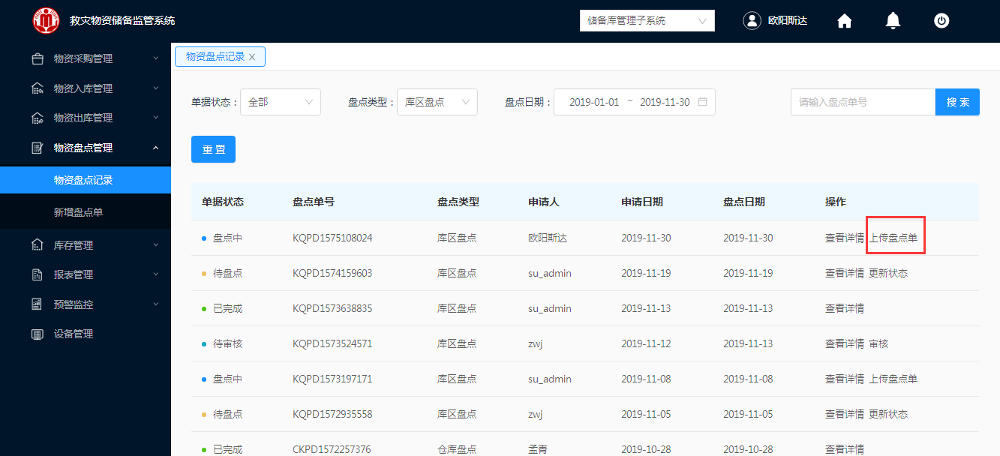 救灾物资储备监管系统 储备库管理子系统 欧阳斯达
物资采购管理
物资入库管理
物资出库管理
物资盘点管理
物资盘点记录
新增盘点单
库存管理
报表管理
预警监控
设备管理
物资盘点记录 X
单据状态： 全部 盘点类型： 库区盘点 盘点日期： 2019-01-01 ~ 2019-11-30 请输入盘点单号 搜 索
重 置
单据状态 盘点单号 盘点类型 申请人 申请日期 盘点日期 操作
盘点中 KQPD1575108024 库区盘点 欧阳斯达 2019-11-30 2019-11-30 查看详情 上传盘点单
待盘点 KQPD1574159603 库区盘点 su_admin 2019-11-19 2019-11-19 查看详情 更新状态
已完成 KQPD1573638835 库区盘点 su_admin 2019-11-13 2019-11-13 查看详情
待审核 KQPD1573524571 库区盘点 zwj 2019-11-12 2019-11-13 查看详情 审核
盘点中 KQPD1573197171 库区盘点 su_admin 2019-11-08 2019-11-08 查看详情 上传盘点单
待盘点 KQPD1572935558 库区盘点 zwj 2019-11-05 2019-11-05 查看详情 更新状态
已完成 CKPD1572257376 仓库盘点 孟青 2019-10-28 2019-10-28 查看详情